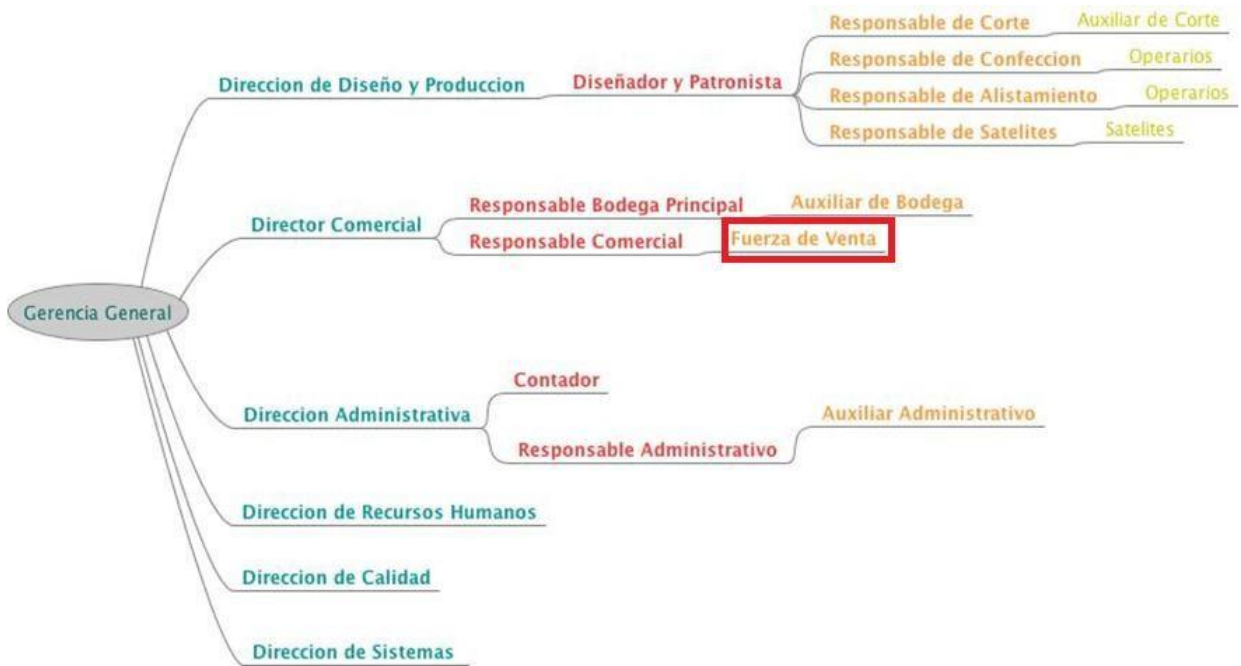 Responsable de Corte
Auxiliar de Corte
Responsable de Confeccion
Operarios
Direccion de Diseño y Produccion
Diseñador y Patronista
Responsable de Alistamiento
Operarios
Responsable de Satelites
Satelites
Responsable Bodega Principal
Auxiliar de Bodega
Director Comercial
Responsable Comercial
Fuerza de Venta
Gerencia General
Contador
Direccion Administrativa
Auxiliar Administrativo
Responsable Administrativo
Direccion de Recursos Humanos
Direccion de Calidad
Direccion de Sistemas